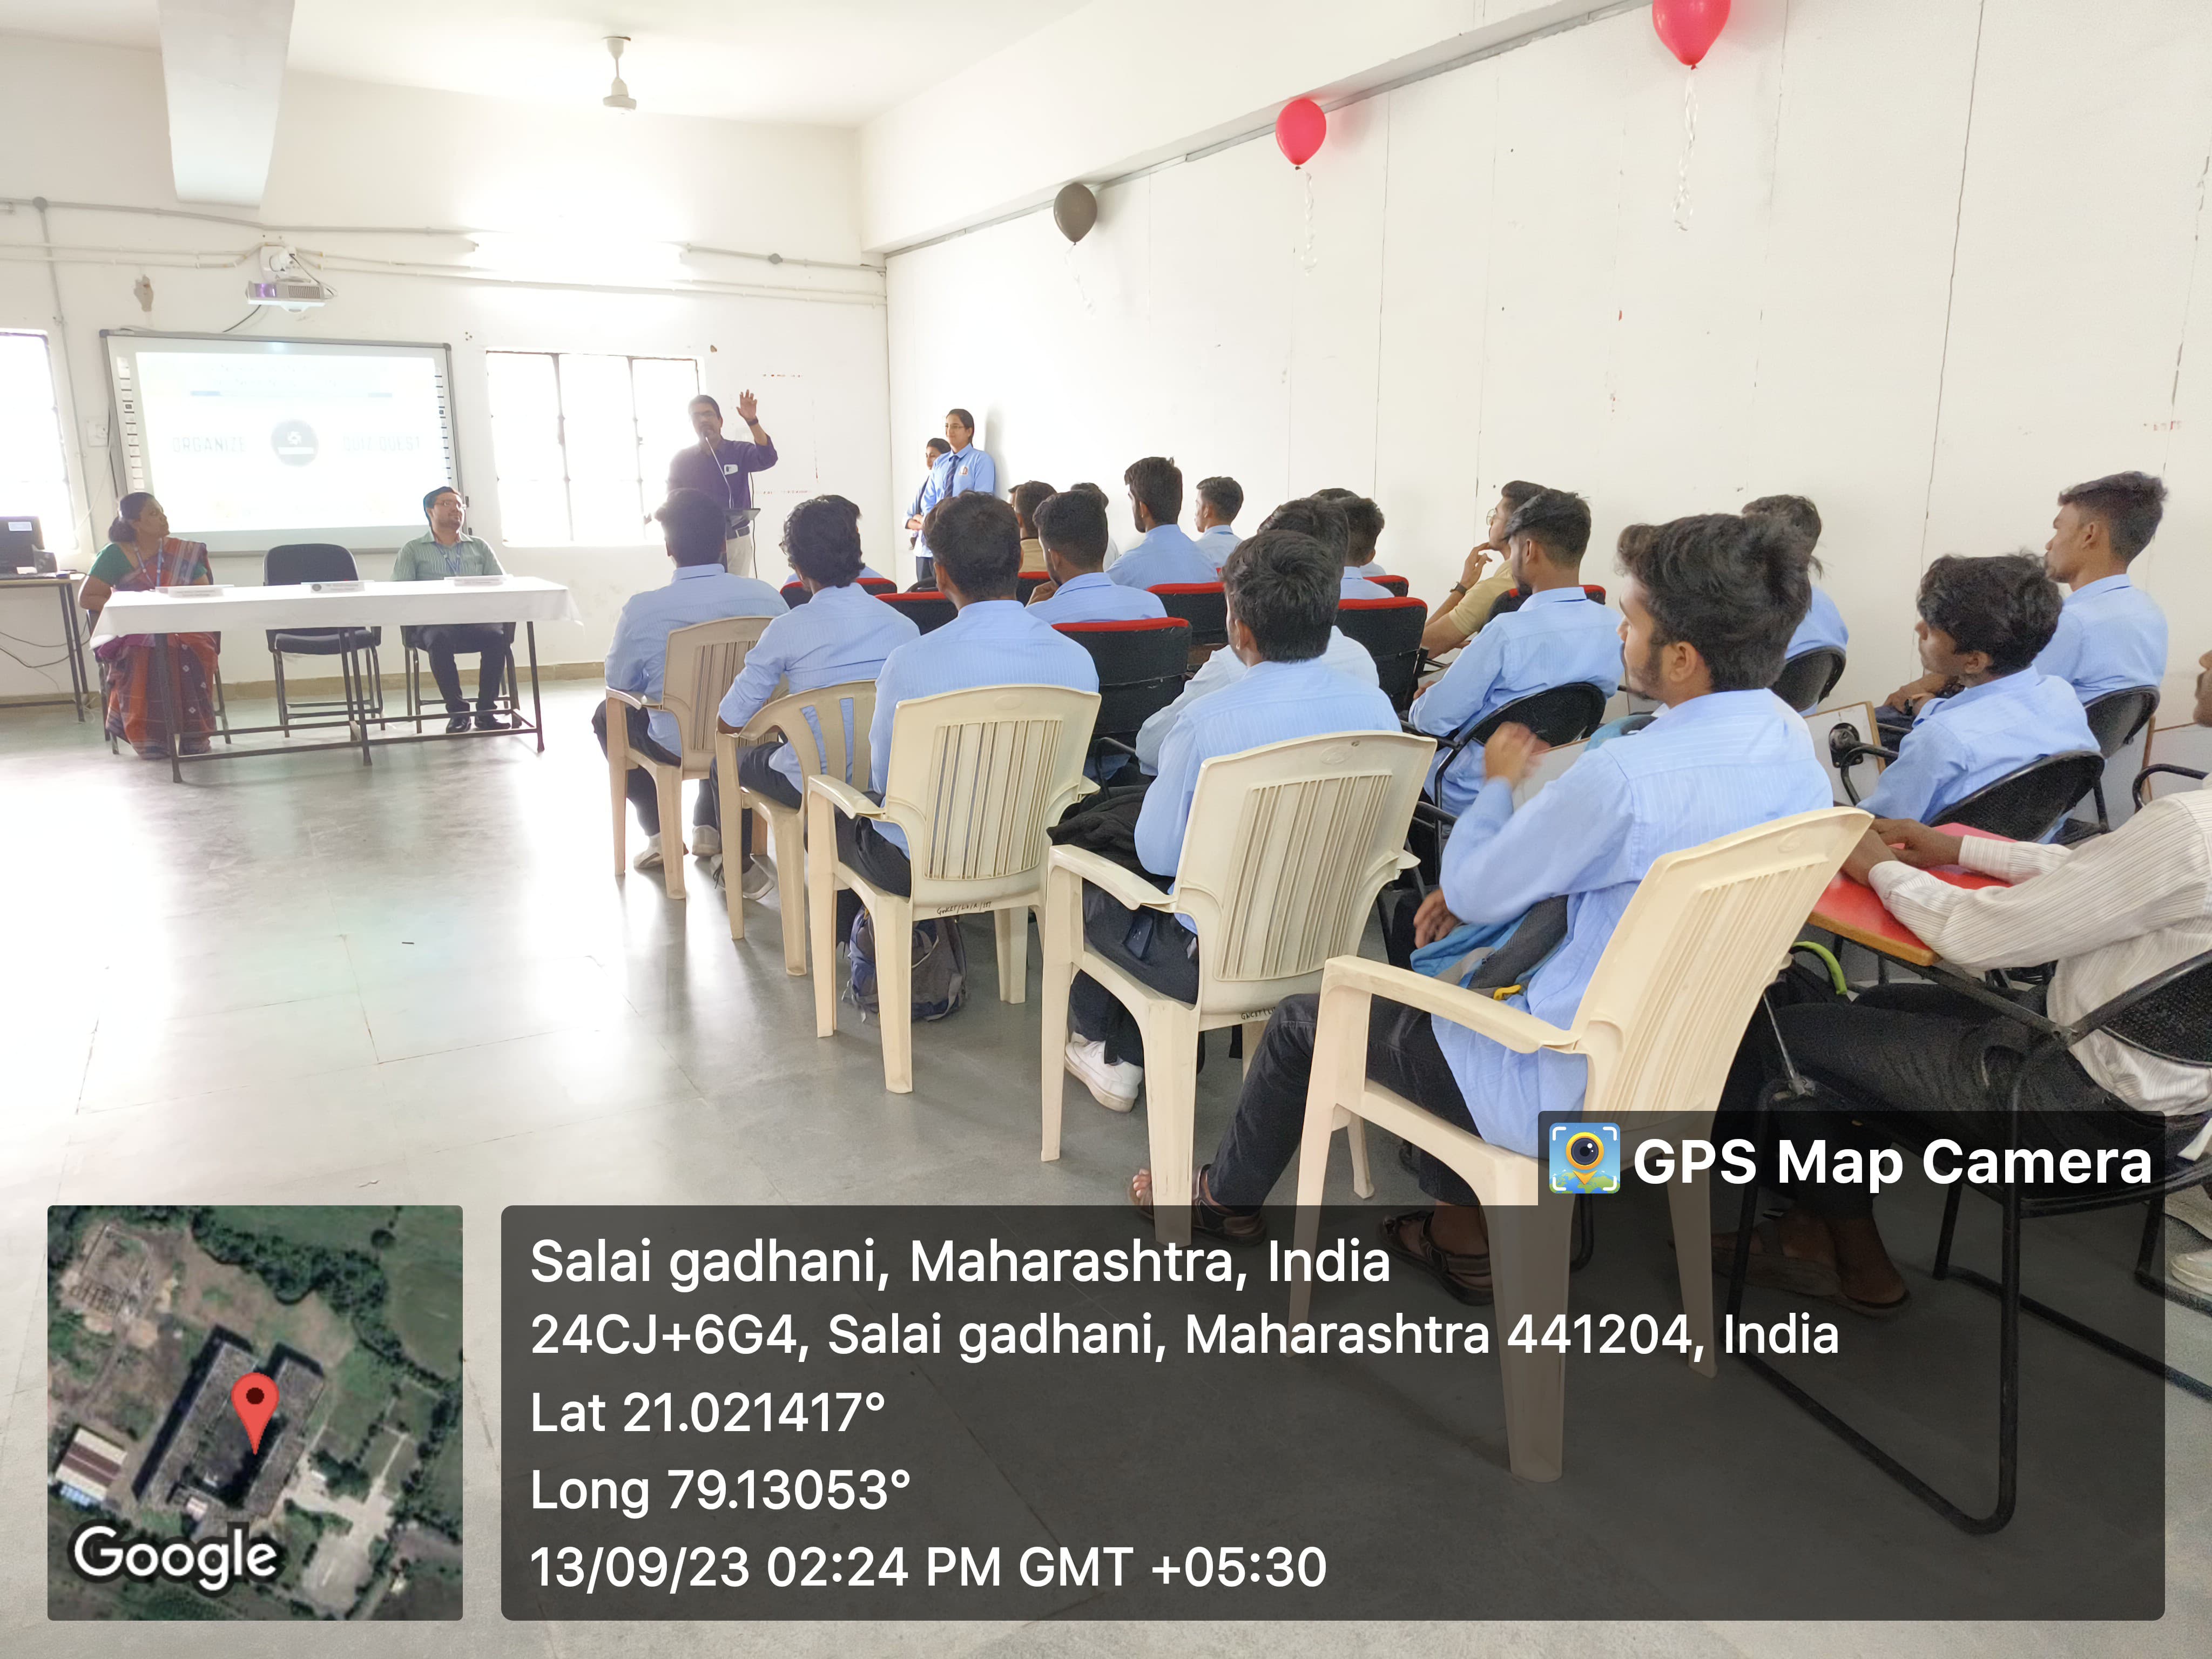 ORGANIZE
GPS Map Camera
Salai gadhani, Maharashtra, India
24CJ+6G4, Salai gadhani, Maharashtra 441204, India
Lat 21.021417°
Long 79.13053°
13/09/23 02:24 PM GMT +05:30
Google